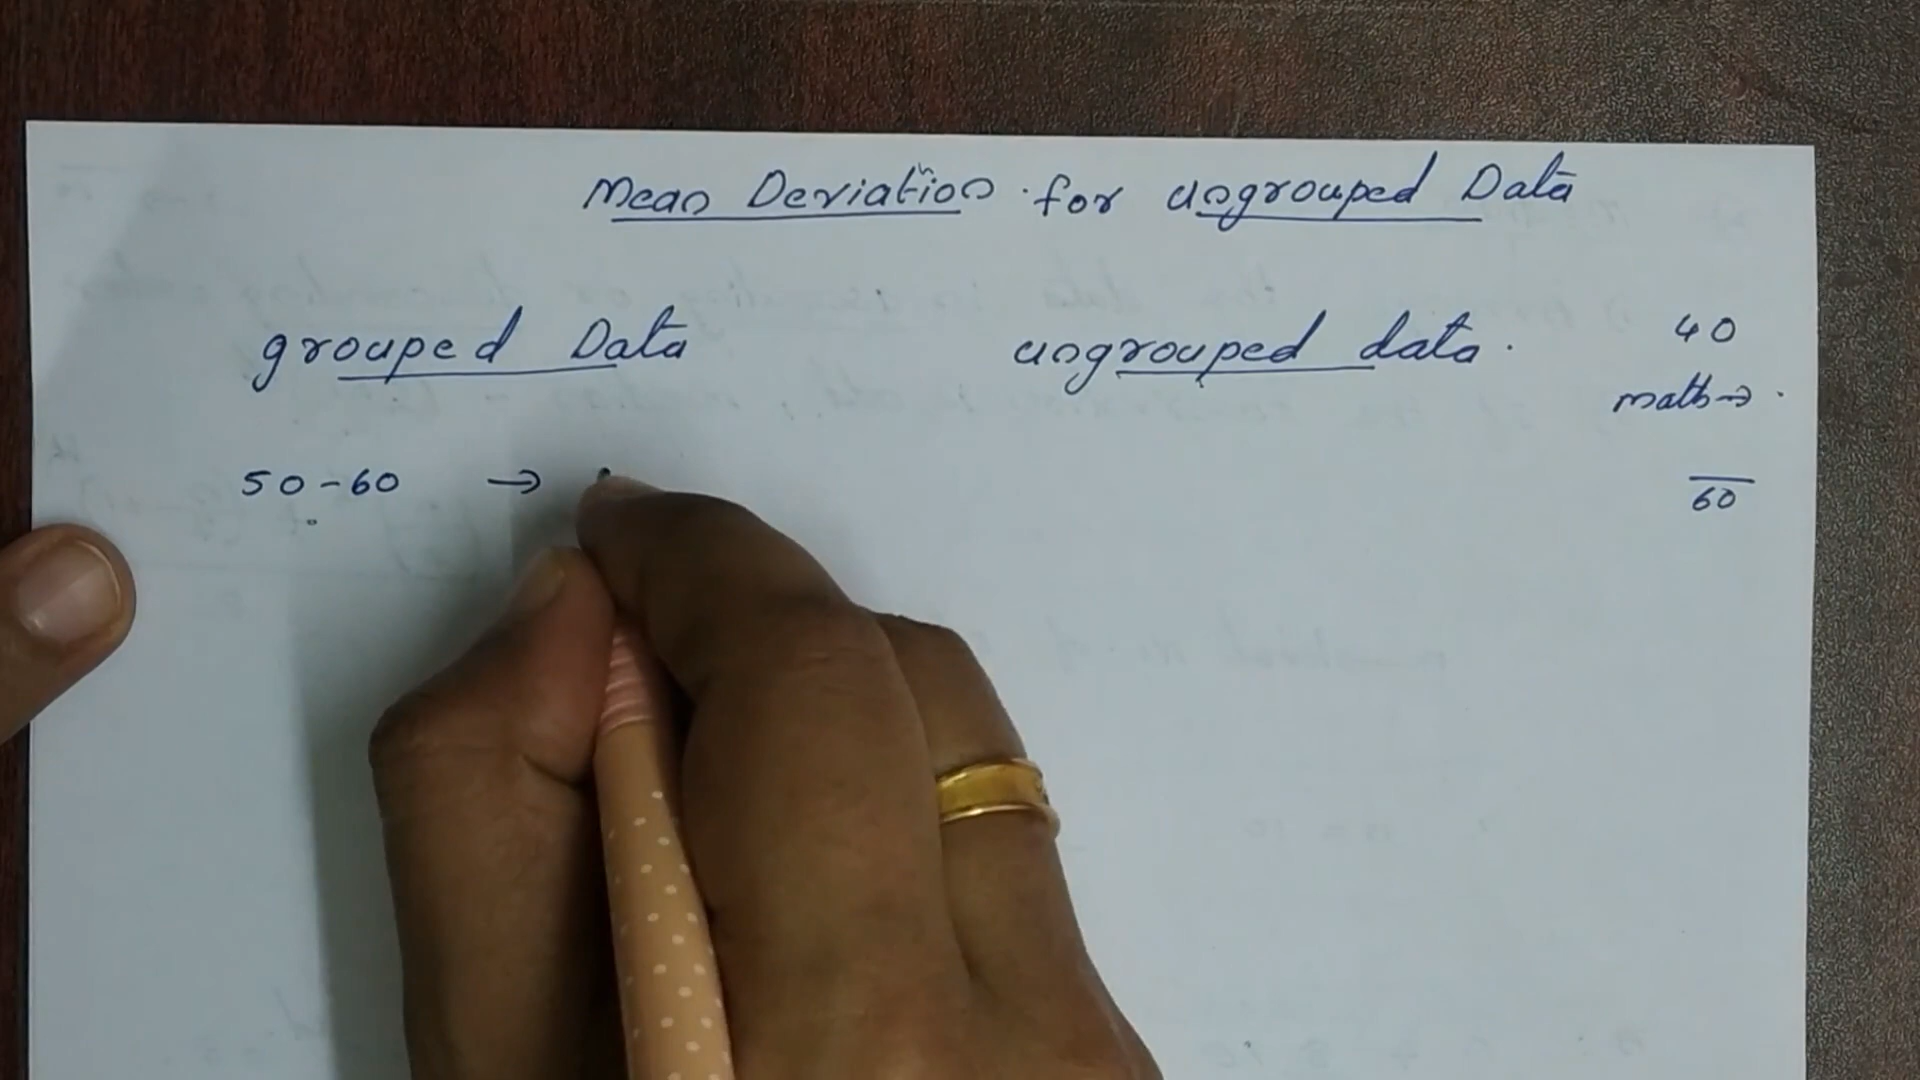 Mean Deviation for ungrouped Data
grouped Data
ungrouped data.
40
math →
50-60 →
60